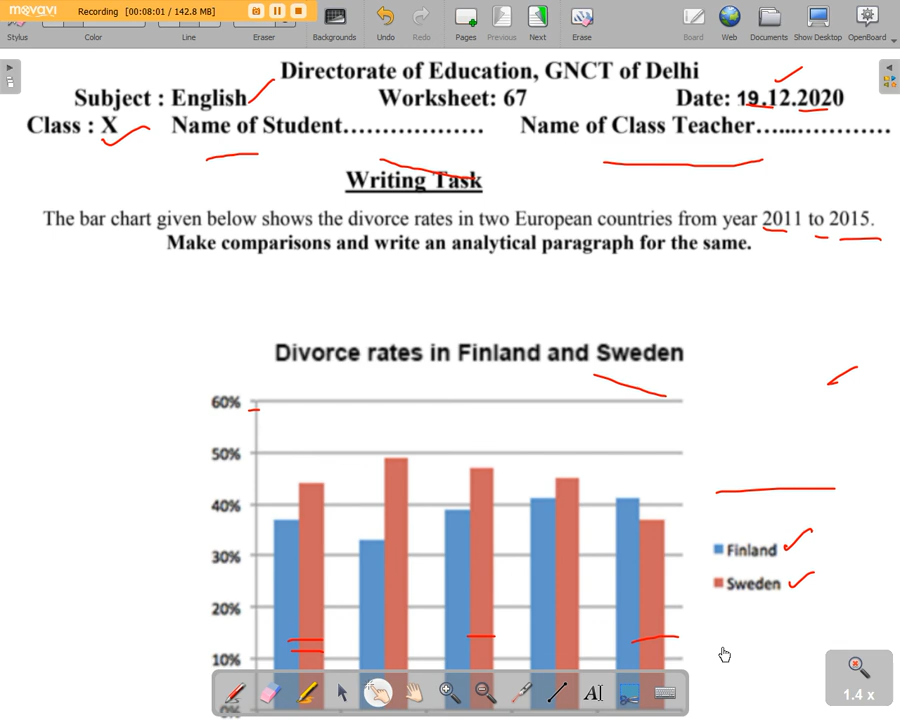 movavi Recording [00:08:01 / 142.8 MB]
Stylus Color Line Eraser Backgrounds Undo Redo Pages Previous Next Erase Board Web Documents Show Desktop OpenBoard
Directorate of Education, GNCT of Delhi
Subject : English Worksheet: 67 Date: 19.12.2020
Class : X Name of Student……………… Name of Class Teacher…...…………
Writing Task
The bar chart given below shows the divorce rates in two European countries from year 2011 to 2015.
Make comparisons and write an analytical paragraph for the same.
Divorce rates in Finland and Sweden
60%
50%
40%
Finland
30%
Sweden
20%
10%
0%
1.4 x